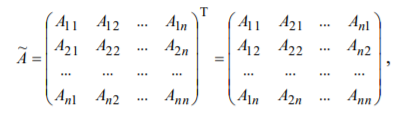 Ã = ( A₁₁ A₁₂ ... A₁ₙ )ᵀ = ( A₁₁ A₂₁ ... Aₙ₁ )
( A₂₁ A₂₂ ... A₂ₙ ) ( A₁₂ A₂₂ ... Aₙ₂ )
( ... ... ... ... ) ( ... ... ... ... )
( Aₙ₁ Aₙ₂ ... Aₙₙ ) ( A₁ₙ A₂ₙ ... Aₙₙ ) ,